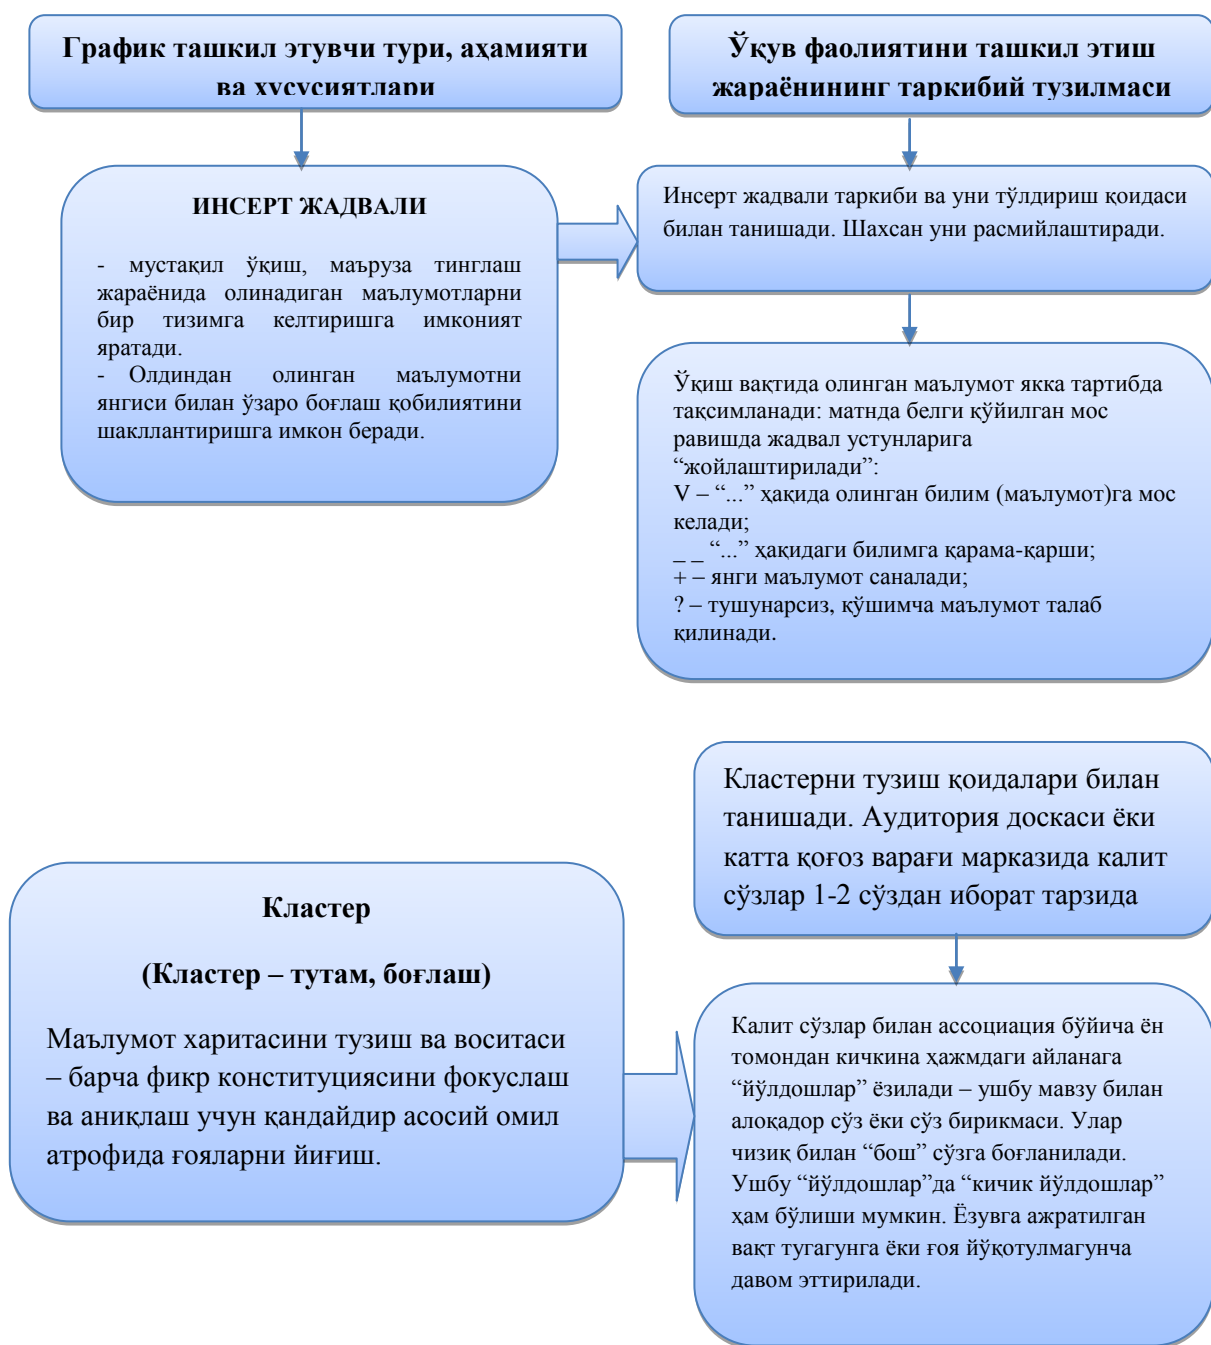 График ташкил этувчи тури, аҳамияти
ва хусусиятлари
Ўқув фаолиятини ташкил этиш
жараёнининг таркибий тузилмаси
ИНСЕРТ ЖАДВАЛИ
- мустақил ўқиш, маъруза тинглаш
жараёнида олинадиган маълумотларни
бир тизимга келтиришга имконият
яратади.
- Олдиндан олинган маълумотни
янгиси билан ўзаро боғлаш қобилиятини
шакллантиришга имкон беради.
Инсерт жадвали таркиби ва уни тўлдириш қоидаси
билан танишади. Шахсан уни расмийлаштиради.
Ўқиш вақтида олинган маълумот якка тартибда
тақсимланади: матнда белги қўйилган мос
равишда жадвал устунларига
“жойлаштирилади”:
V – “...” ҳақида олинган билим (маълумот)га мос
келади;
_ _ “...” ҳақидаги билимга қарама-қарши;
+ – янги маълумот саналади;
? – тушунарсиз, қўшимча маълумот талаб
қилинади.
Кластерни тузиш қоидалари билан
танишади. Аудитория доскаси ёки
катта қоғоз варағи марказида калит
сўзлар 1-2 сўздан иборат тарзида
Кластер
(Кластер – тутам, боғлаш)
Маълумот харитасини тузиш ва воситаси
– барча фикр конституциясини фокуслаш
ва аниқлаш учун қандайдир асосий омил
атрофида ғояларни йиғиш.
Калит сўзлар билан ассоциация бўйича ён
томондан кичкина ҳажмдаги айланага
“йўлдошлар” ёзилади – ушбу мавзу билан
алоқадор сўз ёки сўз бирикмаси. Улар
чизиқ билан “бош” сўзга боғланилади.
Ушбу “йўлдошлар”да “кичик йўлдошлар”
ҳам бўлиши мумкин. Ёзувга ажратилган
вақт тугагунга ёки ғоя йўқотулмагунча
давом эттирилади.